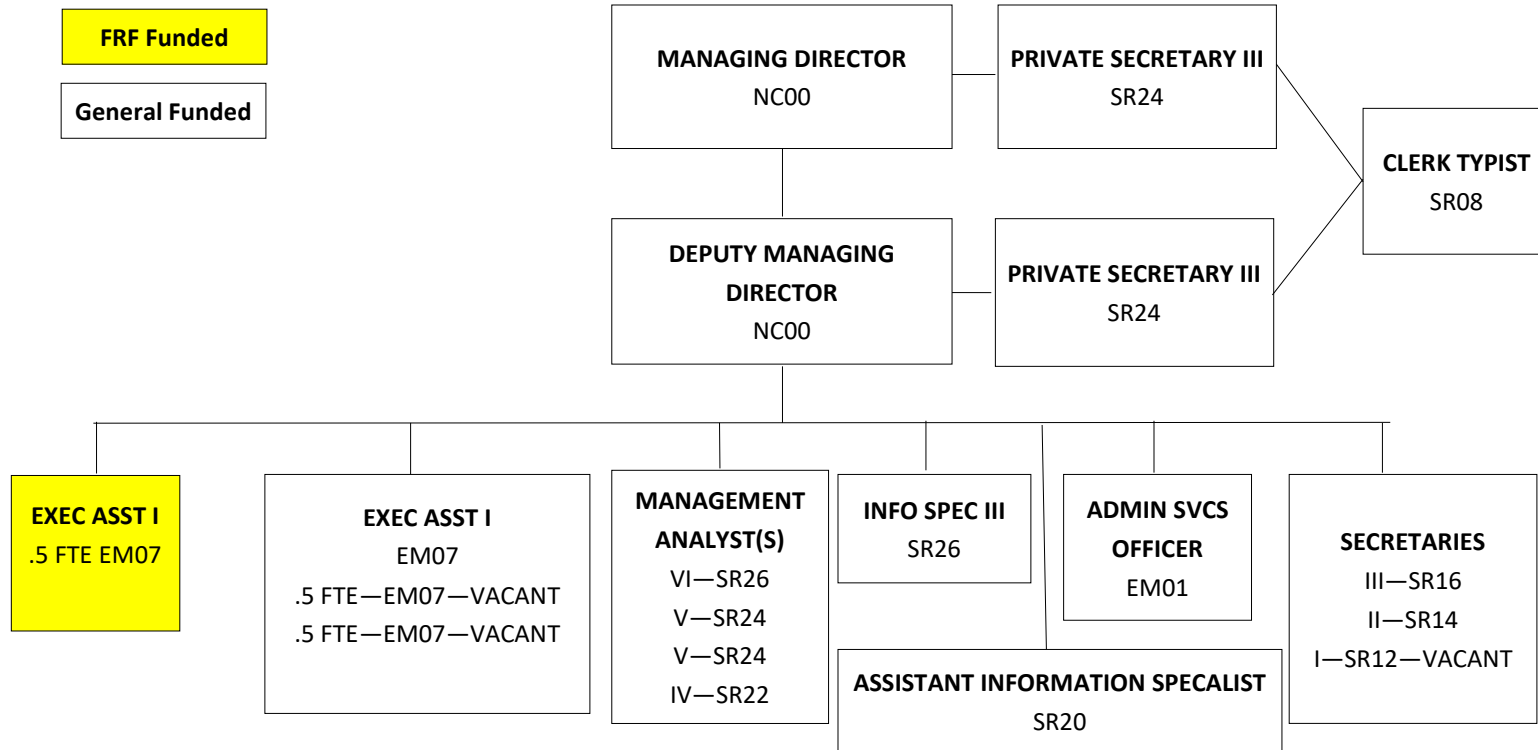 FRF Funded
General Funded
MANAGING DIRECTOR
NC00
PRIVATE SECRETARY III
SR24
CLERK TYPIST
SR08
DEPUTY MANAGING
DIRECTOR
NC00
PRIVATE SECRETARY III
SR24
EXEC ASST I
.5 FTE EM07
EXEC ASST I
EM07
.5 FTE—EM07—VACANT
.5 FTE—EM07—VACANT
MANAGEMENT
ANALYST(S)
VI—SR26
V—SR24
V—SR24
IV—SR22
INFO SPEC III
SR26
ADMIN SVCS
OFFICER
EM01
SECRETARIES
III—SR16
II—SR14
I—SR12—VACANT
ASSISTANT INFORMATION SPECALIST
SR20